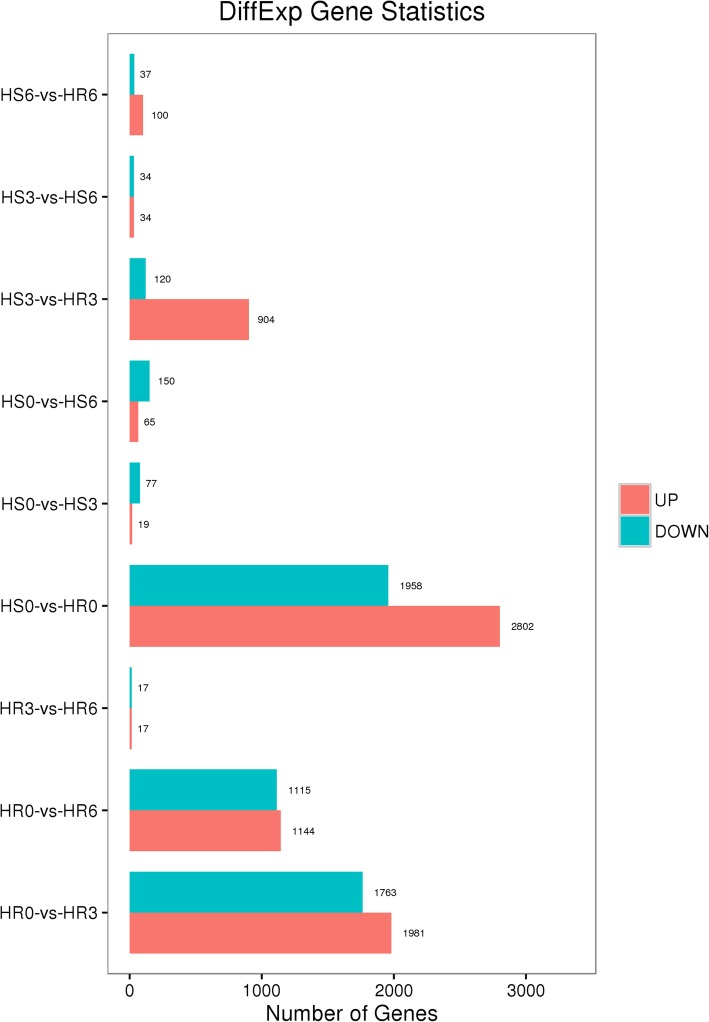 DiffExp Gene Statistics
HS6-vs-HR6
37
100
HS3-vs-HS6
34
34
HS3-vs-HR3
120
904
HS0-vs-HS6
150
65
HS0-vs-HS3
77
19
HS0-vs-HR0
1958
2802
HR3-vs-HR6
17
17
HR0-vs-HR6
1115
1144
HR0-vs-HR3
1763
1981
UP
DOWN
0 1000 2000 3000
Number of Genes